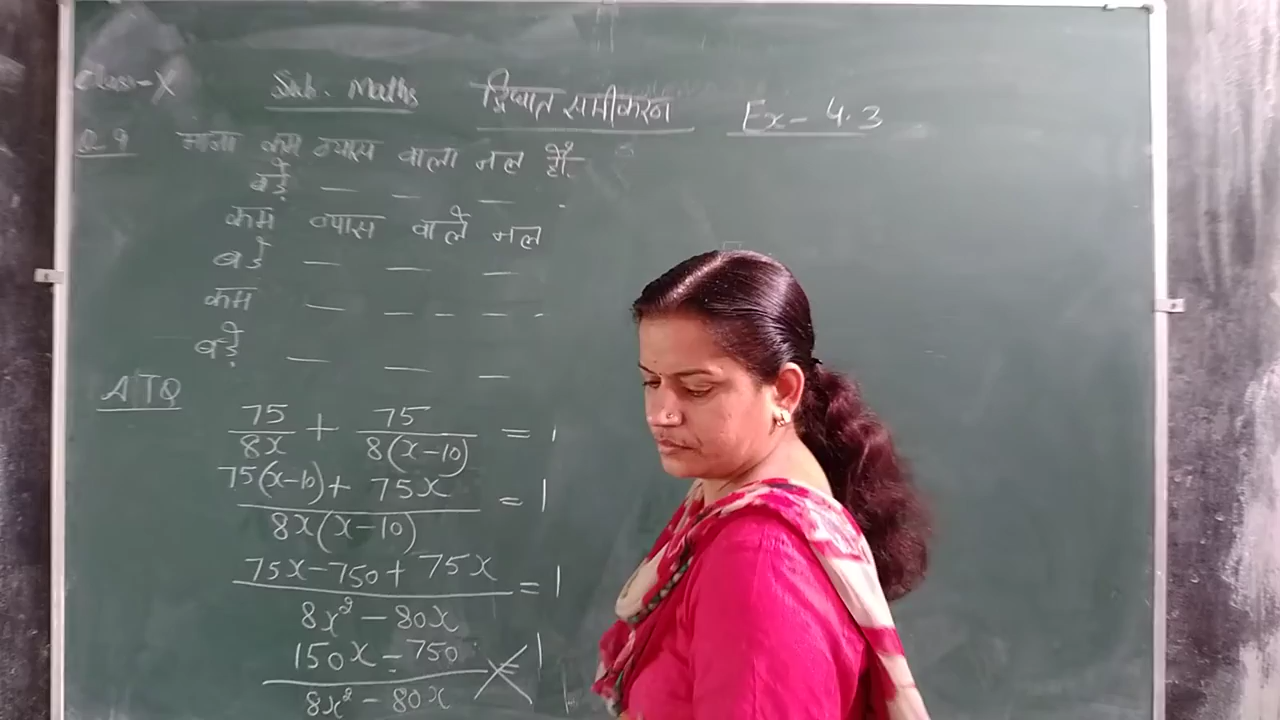 Class-X Sub. Maths द्विघात समीकरण Ex-4.3
Q.9 माना कम व्यास वाला नल है।
बड़े — — — .
कम व्यास वाले नल
बड़े — — —
कम — — - - -
बड़े — — —
ATQ
75/8x + 75/8(x-10) = 1
75(x-10)+ 75x / 8x(x-10) = 1
75x-750+ 75x / 8x² - 80x = 1
150x - 750 / 8x² - 80x = 1